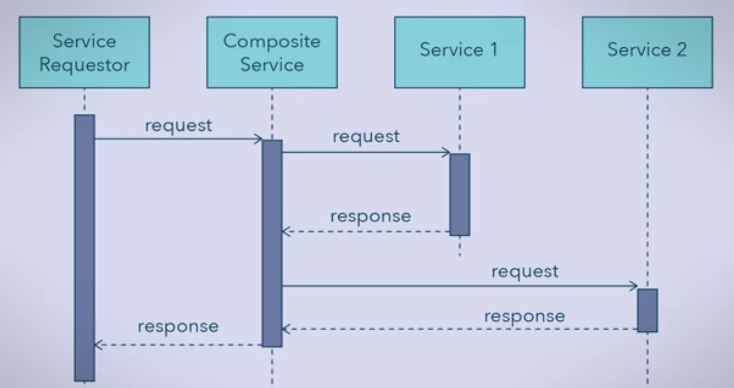 Service
Requestor
Composite
Service
Service 1
Service 2
request
request
response
request
response
response